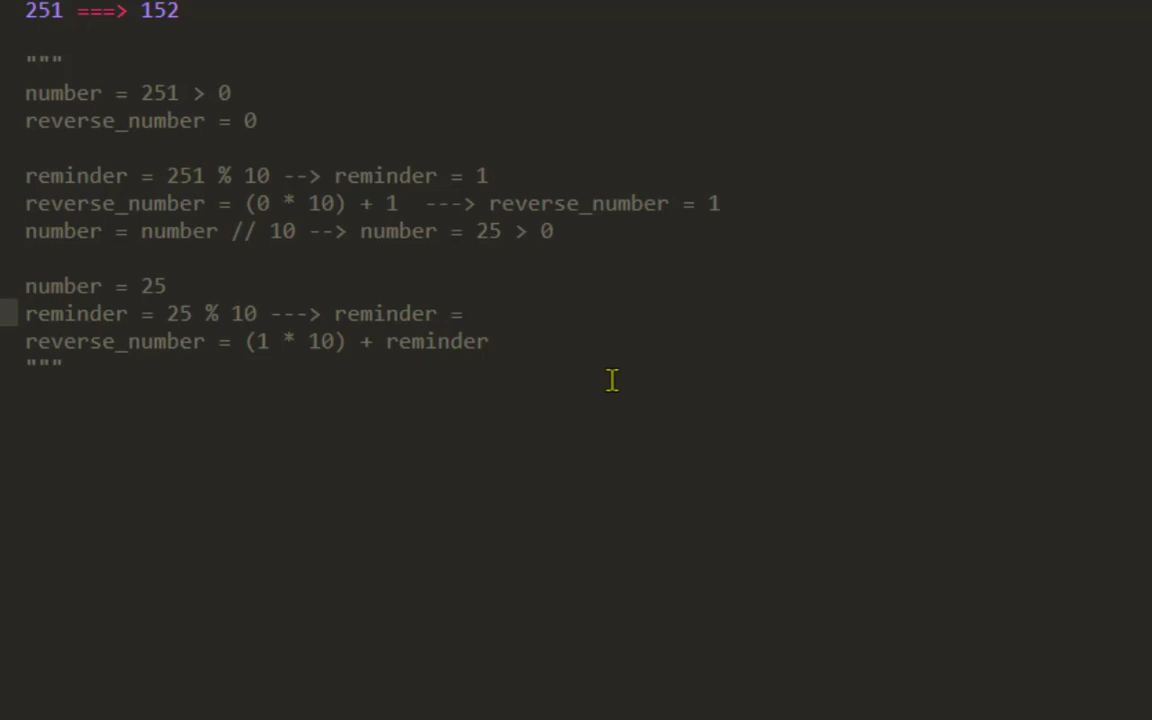 251 ===> 152
"""
number = 251 > 0
reverse_number = 0
reminder = 251 % 10 --> reminder = 1
reverse_number = (0 * 10) + 1  ---> reverse_number = 1
number = number // 10 --> number = 25 > 0
number = 25
reminder = 25 % 10 ---> reminder =
reverse_number = (1 * 10) + reminder
"""